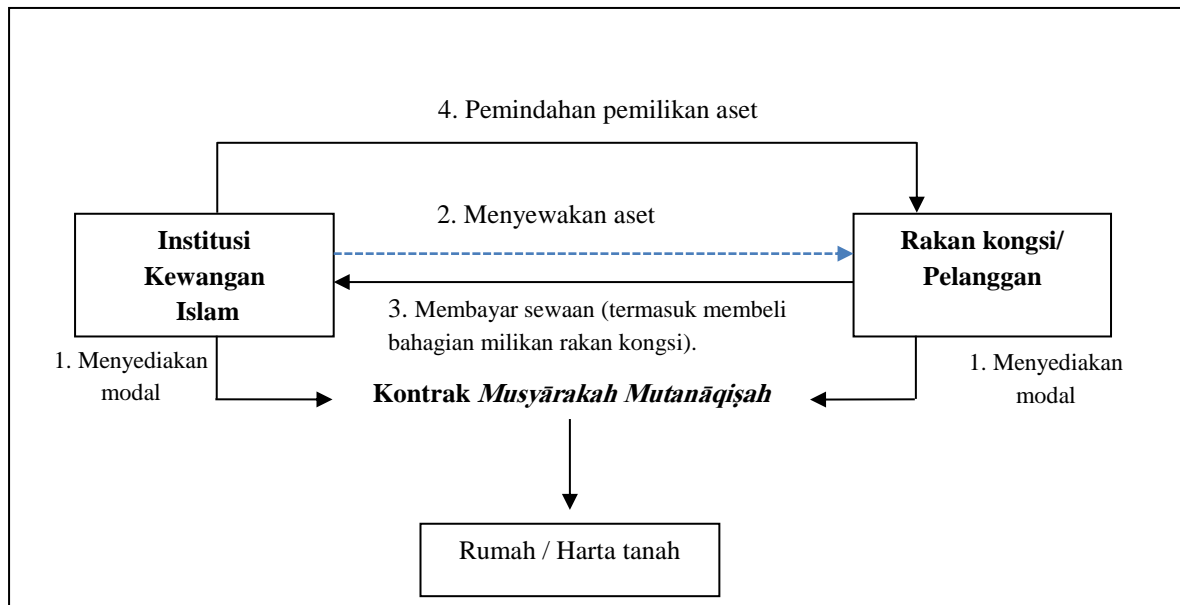 4. Pemindahan pemilikan aset
2. Menyewakan aset
Institusi
Kewangan
Islam
Rakan kongsi/
Pelanggan
3. Membayar sewaan (termasuk membeli
bahagian milikan rakan kongsi).
1. Menyediakan
modal
1. Menyediakan
modal
Kontrak Musyārakah Mutanāqiṣah
Rumah / Harta tanah